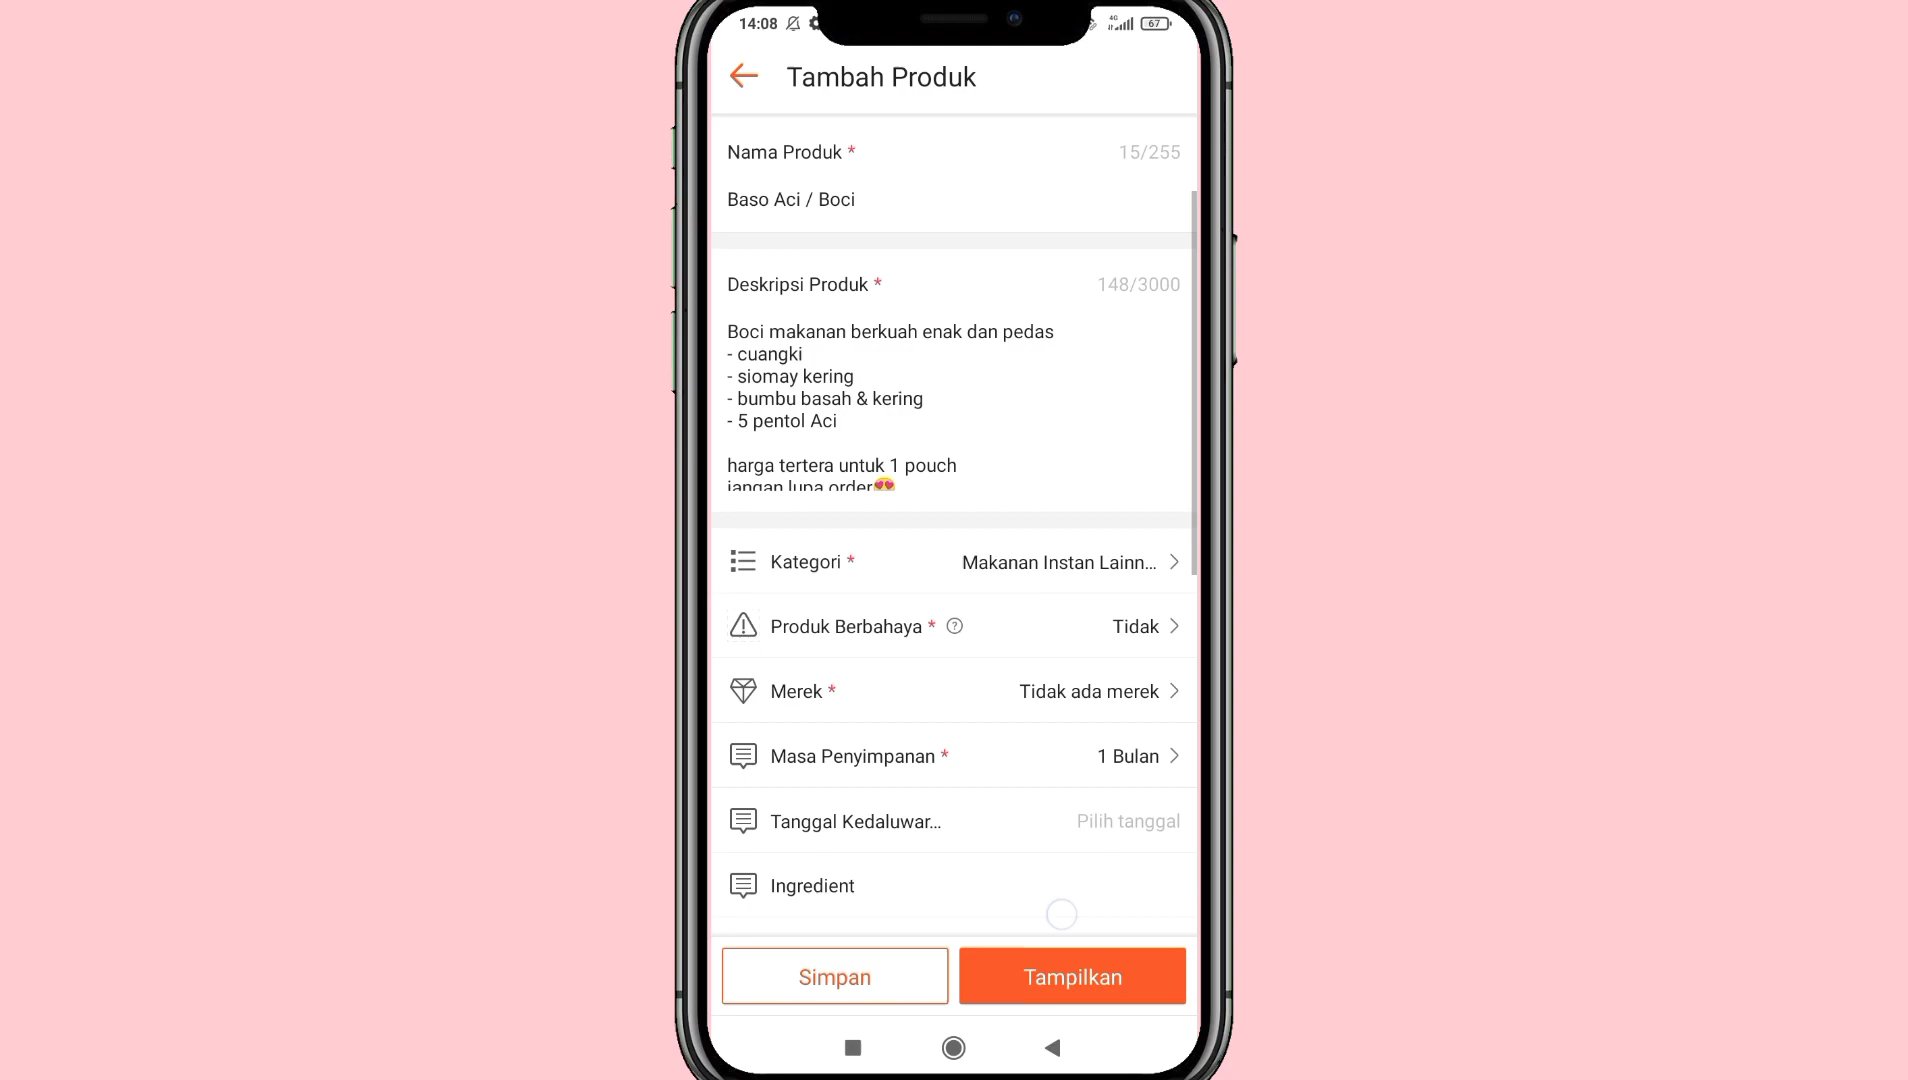 14:08
4G
67
Tambah Produk
Nama Produk *
15/255
Baso Aci / Boci
Deskripsi Produk *
148/3000
Boci makanan berkuah enak dan pedas
- cuangki
- siomay kering
- bumbu basah & kering
- 5 pentol Aci
harga tertera untuk 1 pouch
jangan lupa order😍
Kategori *
Makanan Instan Lainn...
Produk Berbahaya * ?
Tidak
Merek *
Tidak ada merek
Masa Penyimpanan *
1 Bulan
Tanggal Kedaluwar...
Pilih tanggal
Ingredient
Simpan
Tampilkan